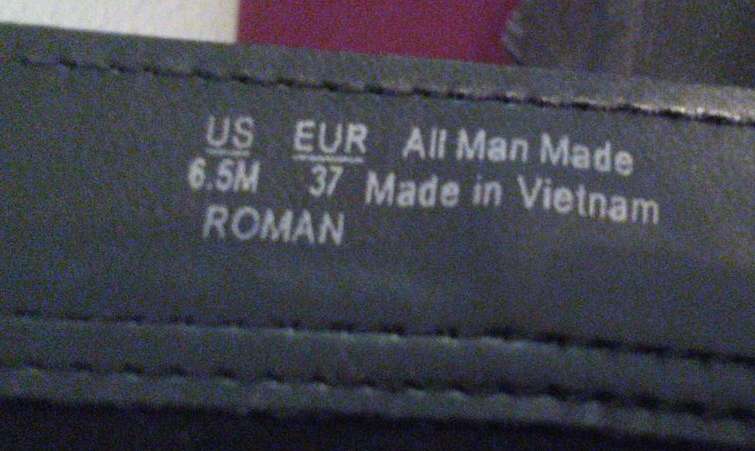 US EUR All Man Made
6.5M 37 Made in Vietnam
ROMAN